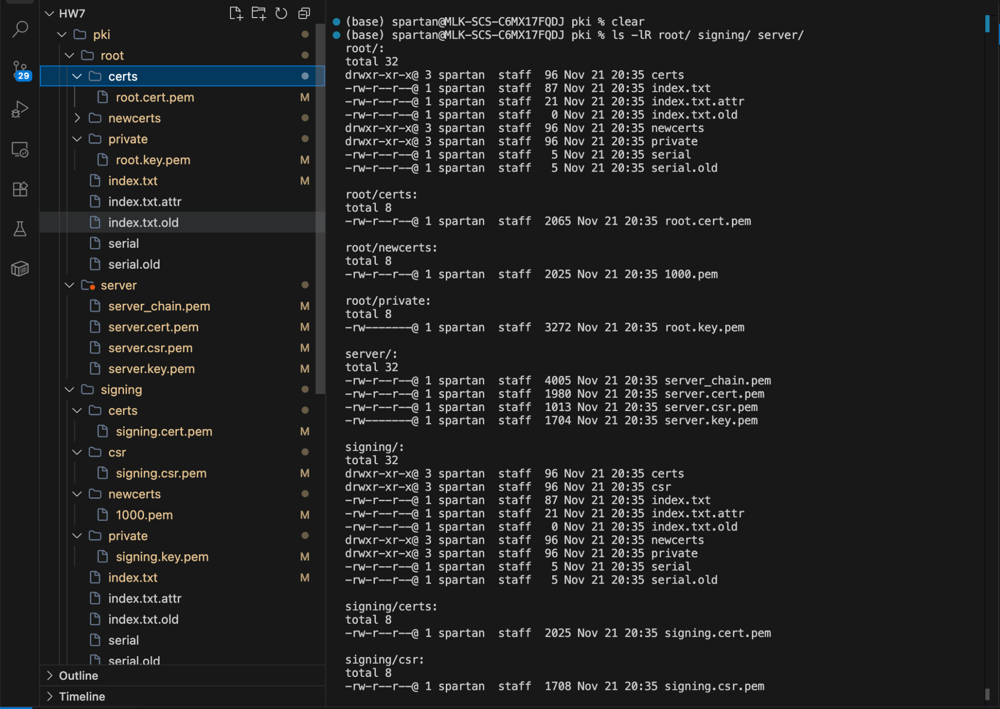 HW7
pki
root
certs
root.cert.pem M
newcerts
private
root.key.pem M
index.txt M
index.txt.attr
index.txt.old
serial
serial.old
server
server_chain.pem M
server.cert.pem M
server.csr.pem M
server.key.pem M
signing
certs
signing.cert.pem M
csr
signing.csr.pem M
newcerts
1000.pem M
private
signing.key.pem M
index.txt M
index.txt.attr
index.txt.old
serial
serial.old
Outline
Timeline
29
(base) spartan@MLK-SCS-C6MX17FQDJ pki % clear
(base) spartan@MLK-SCS-C6MX17FQDJ pki % ls -lR root/ signing/ server/
root/:
total 32
drwxr-xr-x@ 3 spartan  staff  96 Nov 21 20:35 certs
-rw-r--r--@ 1 spartan  staff  87 Nov 21 20:35 index.txt
-rw-r--r--@ 1 spartan  staff  21 Nov 21 20:35 index.txt.attr
-rw-r--r--@ 1 spartan  staff   0 Nov 21 20:35 index.txt.old
drwxr-xr-x@ 3 spartan  staff  96 Nov 21 20:35 newcerts
drwxr-xr-x@ 3 spartan  staff  96 Nov 21 20:35 private
-rw-r--r--@ 1 spartan  staff   5 Nov 21 20:35 serial
-rw-r--r--@ 1 spartan  staff   5 Nov 21 20:35 serial.old
root/certs:
total 8
-rw-r--r--@ 1 spartan  staff  2065 Nov 21 20:35 root.cert.pem
root/newcerts:
total 8
-rw-r--r--@ 1 spartan  staff  2025 Nov 21 20:35 1000.pem
root/private:
total 8
-rw-------@ 1 spartan  staff  3272 Nov 21 20:35 root.key.pem
server/:
total 32
-rw-r--r--@ 1 spartan  staff  4005 Nov 21 20:35 server_chain.pem
-rw-r--r--@ 1 spartan  staff  1980 Nov 21 20:35 server.cert.pem
-rw-r--r--@ 1 spartan  staff  1013 Nov 21 20:35 server.csr.pem
-rw-------@ 1 spartan  staff  1704 Nov 21 20:35 server.key.pem
signing/:
total 32
drwxr-xr-x@ 3 spartan  staff  96 Nov 21 20:35 certs
drwxr-xr-x@ 3 spartan  staff  96 Nov 21 20:35 csr
-rw-r--r--@ 1 spartan  staff  87 Nov 21 20:35 index.txt
-rw-r--r--@ 1 spartan  staff  21 Nov 21 20:35 index.txt.attr
-rw-r--r--@ 1 spartan  staff   0 Nov 21 20:35 index.txt.old
drwxr-xr-x@ 3 spartan  staff  96 Nov 21 20:35 newcerts
drwxr-xr-x@ 3 spartan  staff  96 Nov 21 20:35 private
-rw-r--r--@ 1 spartan  staff   5 Nov 21 20:35 serial
-rw-r--r--@ 1 spartan  staff   5 Nov 21 20:35 serial.old
signing/certs:
total 8
-rw-r--r--@ 1 spartan  staff  2025 Nov 21 20:35 signing.cert.pem
signing/csr:
total 8
-rw-r--r--@ 1 spartan  staff  1708 Nov 21 20:35 signing.csr.pem